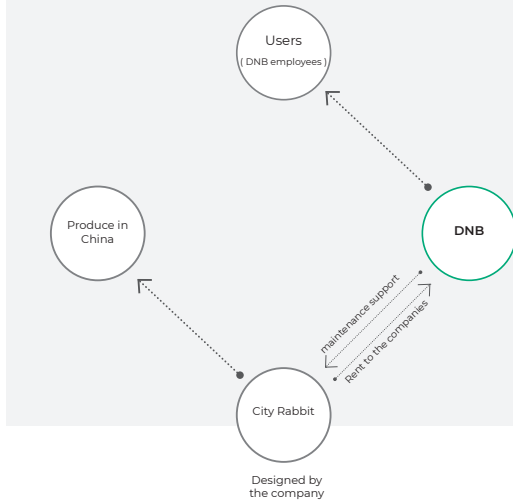 Users
( DNB employees )
Produce in
China
DNB
maintenance support
Rent to the companies
City Rabbit
Designed by
the company